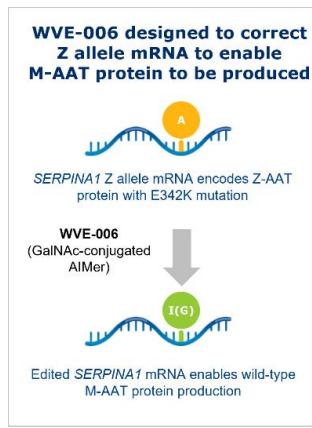 WVE-006 designed to correct
Z allele mRNA to enable
M-AAT protein to be produced
A
SERPINA1 Z allele mRNA encodes Z-AAT
protein with E342K mutation
WVE-006
(GalNAc-conjugated
AIMer)
I(G)
Edited SERPINA1 mRNA enables wild-type
M-AAT protein production